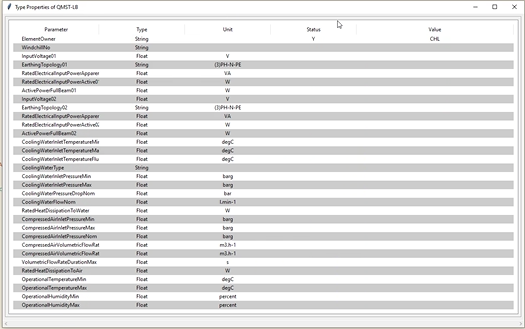 Type Properties of QMST-LB
Parameter Type Unit Status Value
ElementOwner String Y CHL
WindchillNo String
InputVoltage01 Float V
EarthingTopology01 String (3)PH-N-PE
RatedElectricalInputPowerApparer Float VA
RatedElectricalInputPowerActive0 Float W
ActivePowerFullBeam01 Float W
InputVoltage02 Float V
EarthingTopology02 String (3)PH-N-PE
RatedElectricalInputPowerApparer Float VA
RatedElectricalInputPowerActive02 Float W
ActivePowerFullBeam02 Float W
CoolingWaterInletTemperatureMin Float degC
CoolingWaterInletTemperatureMa Float degC
CoolingWaterInletTemperatureFlu Float degC
CoolingWaterType String
CoolingWaterInletPressureMin Float barg
CoolingWaterInletPressureMax Float barg
CoolingWaterPressureDropNom Float bar
CoolingWaterFlowNom Float l.min-1
RatedHeatDissipationToWater Float W
CompressedAirInletPressureMin Float barg
CompressedAirInletPressureMax Float barg
CompressedAirInletPressureNom Float barg
CompressedAirVolumetricFlowRat Float m3.h-1
CompressedAirVolumetricFlowRat Float m3.h-1
VolumetricFlowRateDurationMax Float s
RatedHeatDissipationToAir Float W
OperationalTemperatureMin Float degC
OperationalTemperatureMax Float degC
OperationalHumidityMin Float percent
OperationalHumidityMax Float percent